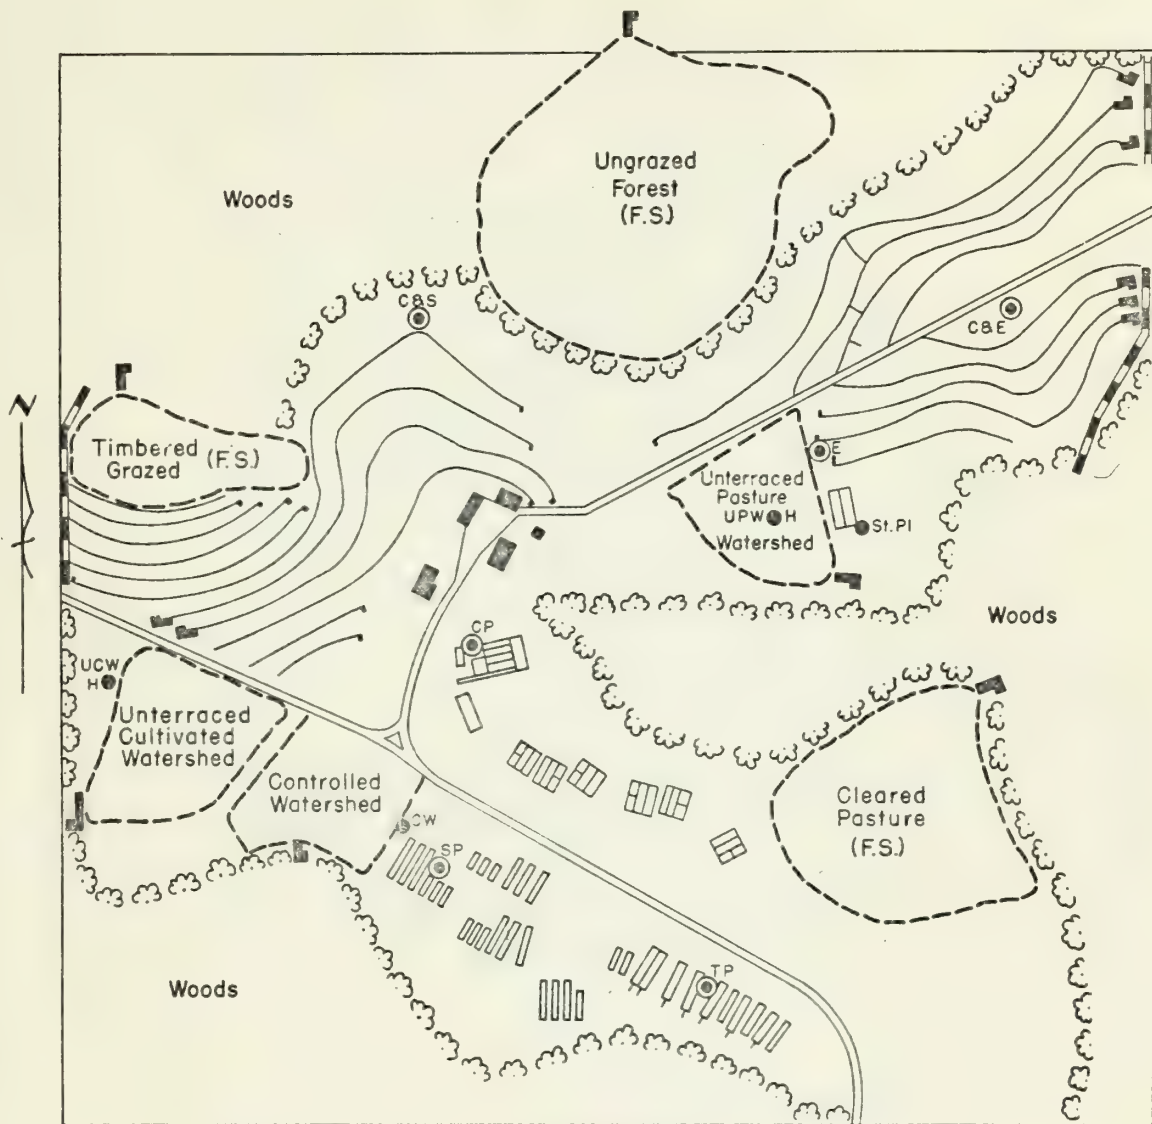 Ungrazed
Forest
(F.S.)
Woods
C&S
C&E
N
Timbered
Grazed (F.S.)
E
Unterraced
Pasture
UPW H
Watershed
St.Pl
Woods
CP
UCW
H
Unterraced
Cultivated
Watershed
Controlled
Watershed
Cleared
Pasture
(F.S.)
CW
SP
TP
Woods